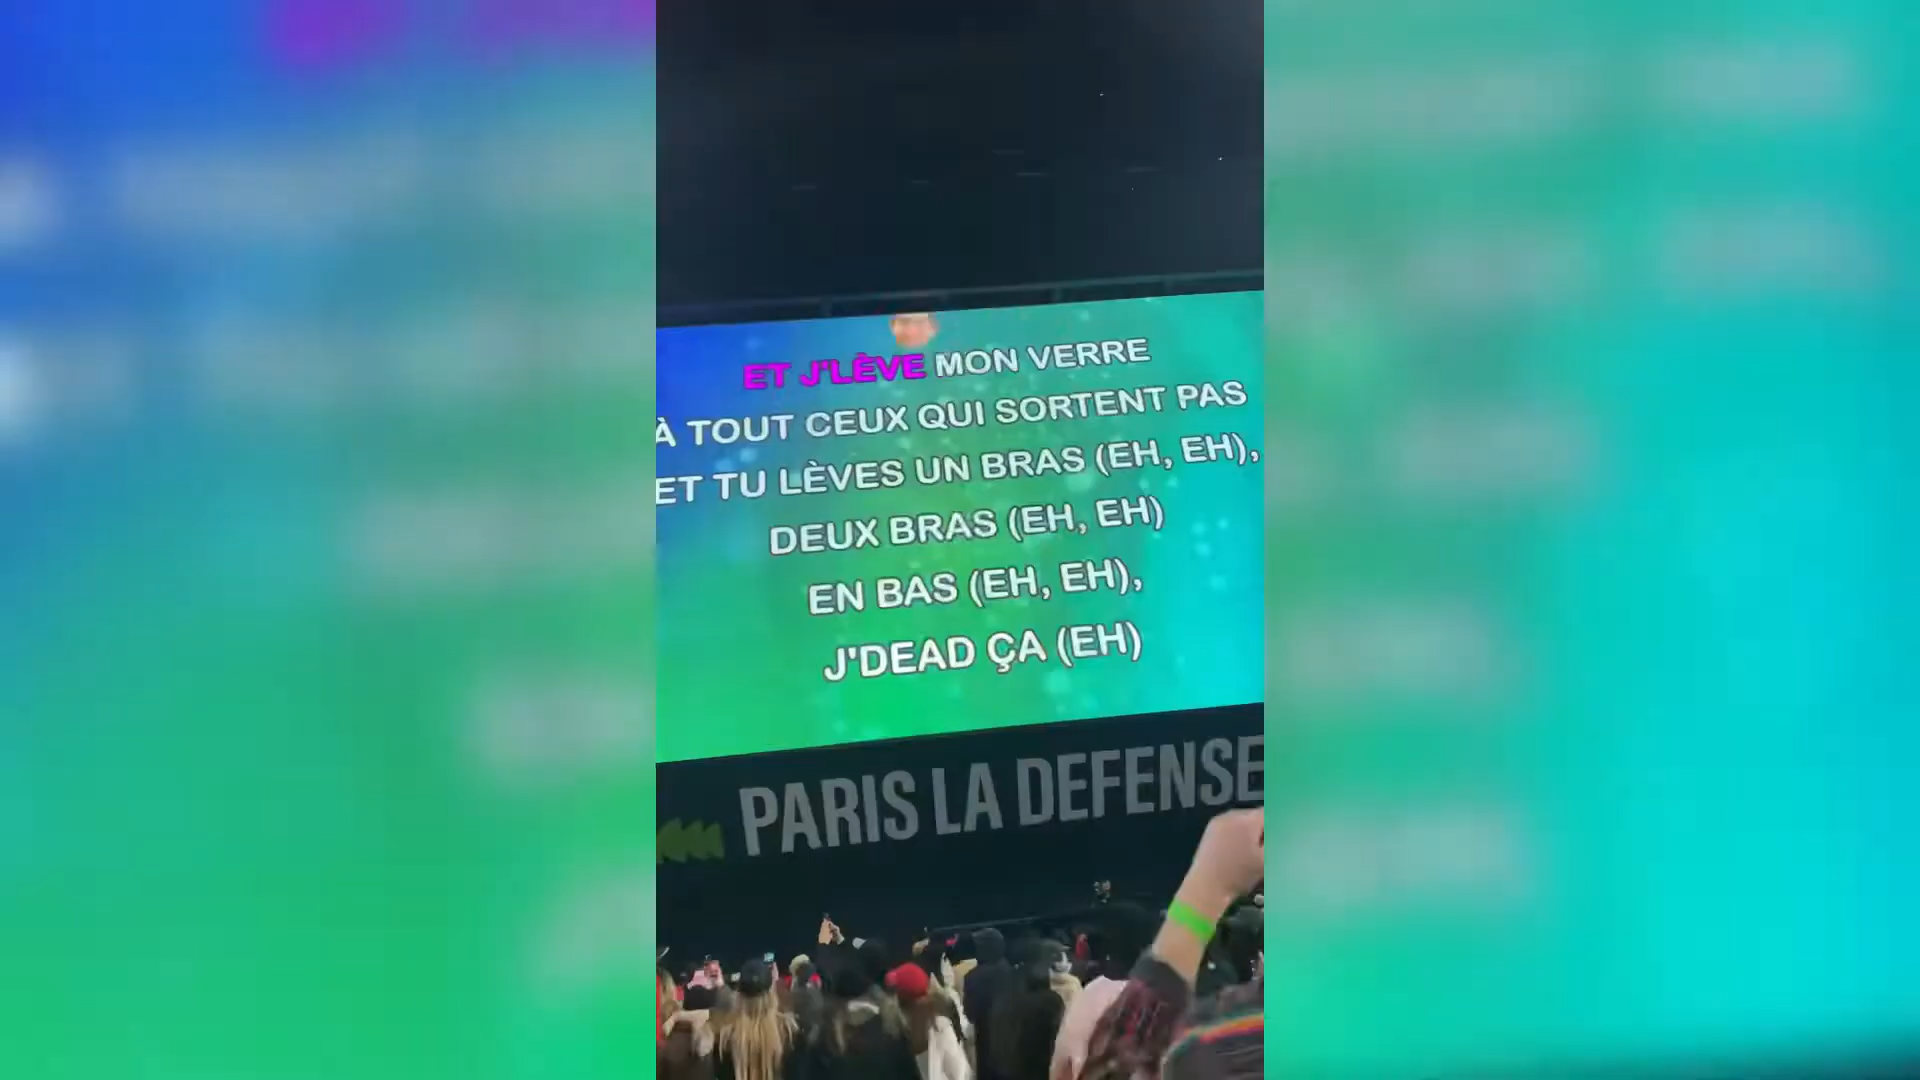 ET J'LÈVE MON VERRE
À TOUT CEUX QUI SORTENT PAS
ET TU LÈVES UN BRAS (EH, EH),
DEUX BRAS (EH, EH)
EN BAS (EH, EH),
J'DEAD ÇA (EH)
PARIS LA DEFENSE